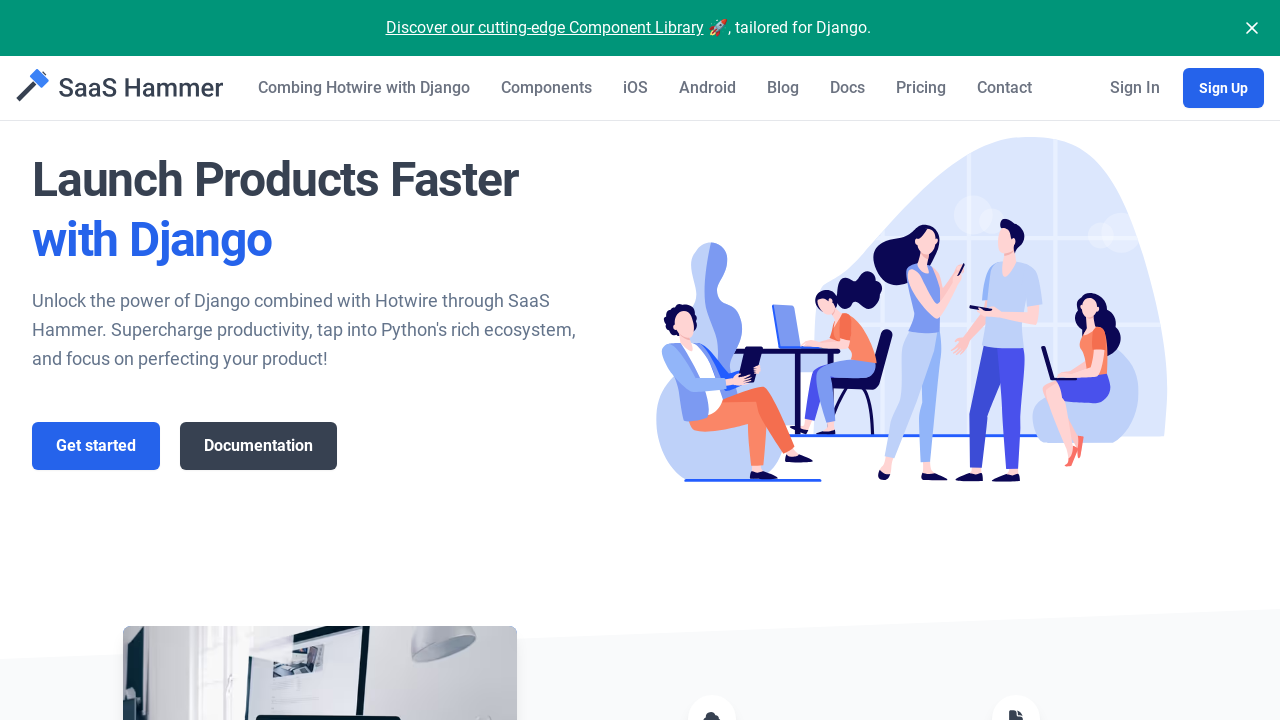 Discover our cutting-edge Component Library 🚀, tailored for Django.
SaaS Hammer
Combing Hotwire with Django
Components
iOS
Android
Blog
Docs
Pricing
Contact
Sign In
Sign Up
Launch Products Faster
with Django
Unlock the power of Django combined with Hotwire through SaaS
Hammer. Supercharge productivity, tap into Python's rich ecosystem,
and focus on perfecting your product!
Get started
Documentation